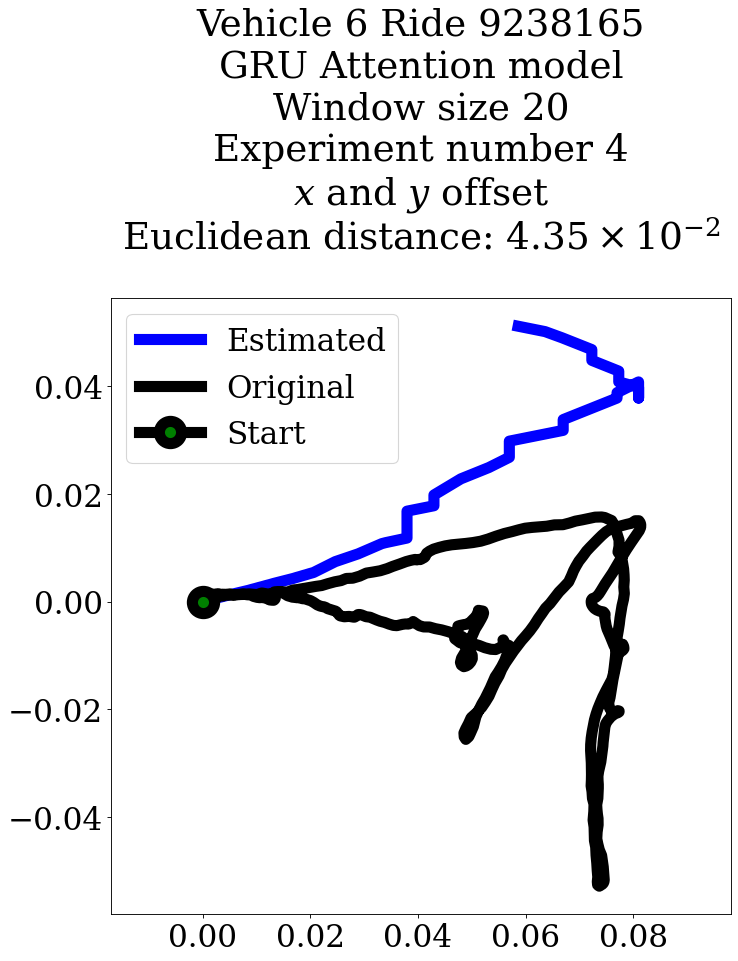 Vehicle 6 Ride 9238165
GRU Attention model
Window size 20
Experiment number 4
x and y offset
Euclidean distance: 4.35 × 10⁻²
Estimated
Original
Start
0.04
0.02
0.00
−0.02
−0.04
0.00 0.02 0.04 0.06 0.08